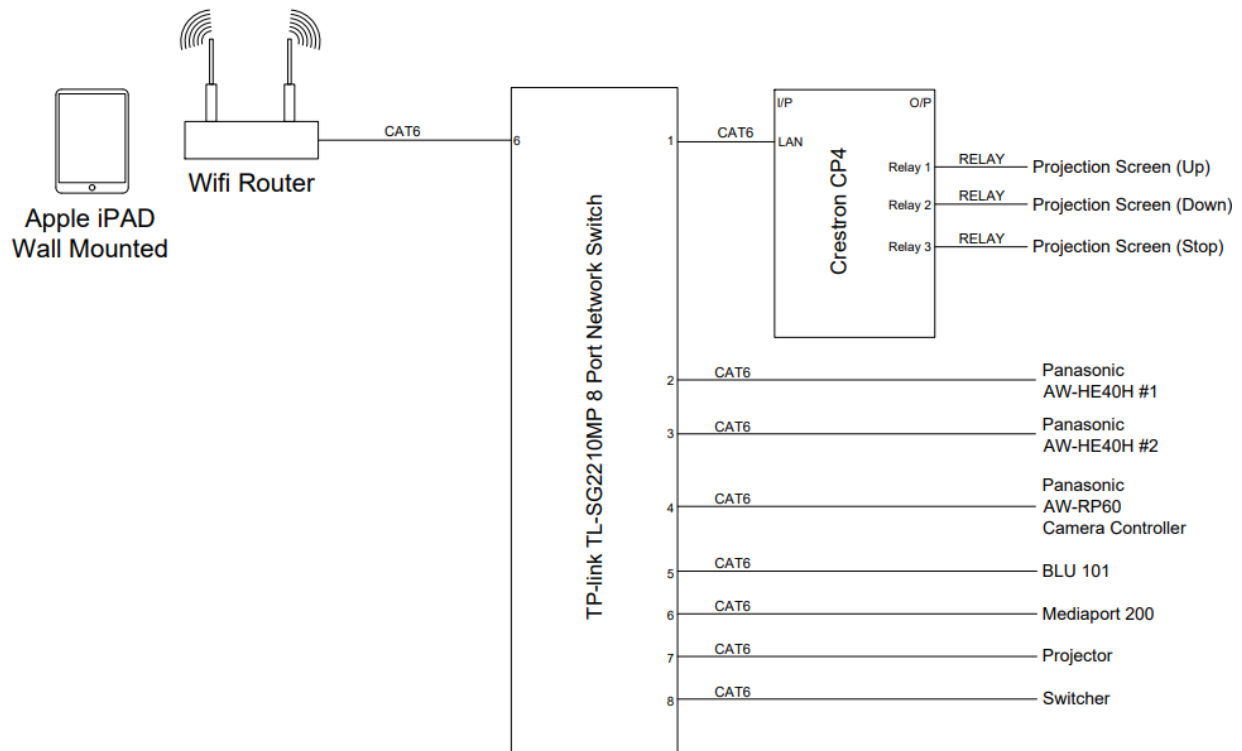 Apple iPAD
Wall Mounted
Wifi Router
CAT6
6
TP-link TL-SG2210MP 8 Port Network Switch
1
CAT6
I/P
O/P
LAN
Crestron CP4
Relay 1
RELAY
Projection Screen (Up)
Relay 2
RELAY
Projection Screen (Down)
Relay 3
RELAY
Projection Screen (Stop)
2
CAT6
Panasonic
AW-HE40H #1
3
CAT6
Panasonic
AW-HE40H #2
4
CAT6
Panasonic
AW-RP60
Camera Controller
5
CAT6
BLU 101
6
CAT6
Mediaport 200
7
CAT6
Projector
8
CAT6
Switcher